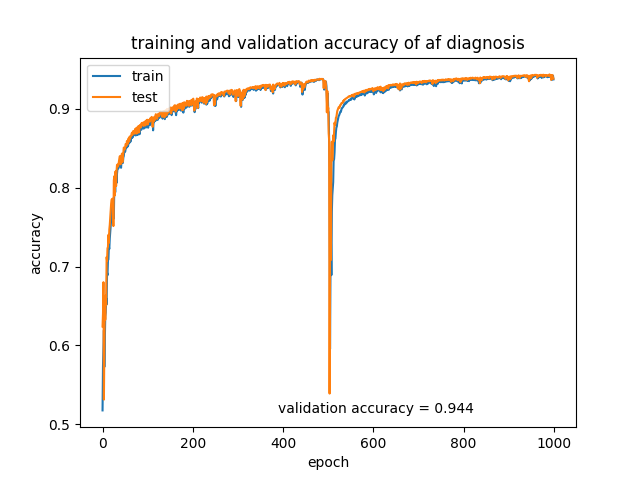 training and validation accuracy of af diagnosis
train
test
0.9
0.8
0.7
0.6
0.5
accuracy
validation accuracy = 0.944
0 200 400 600 800 1000
epoch